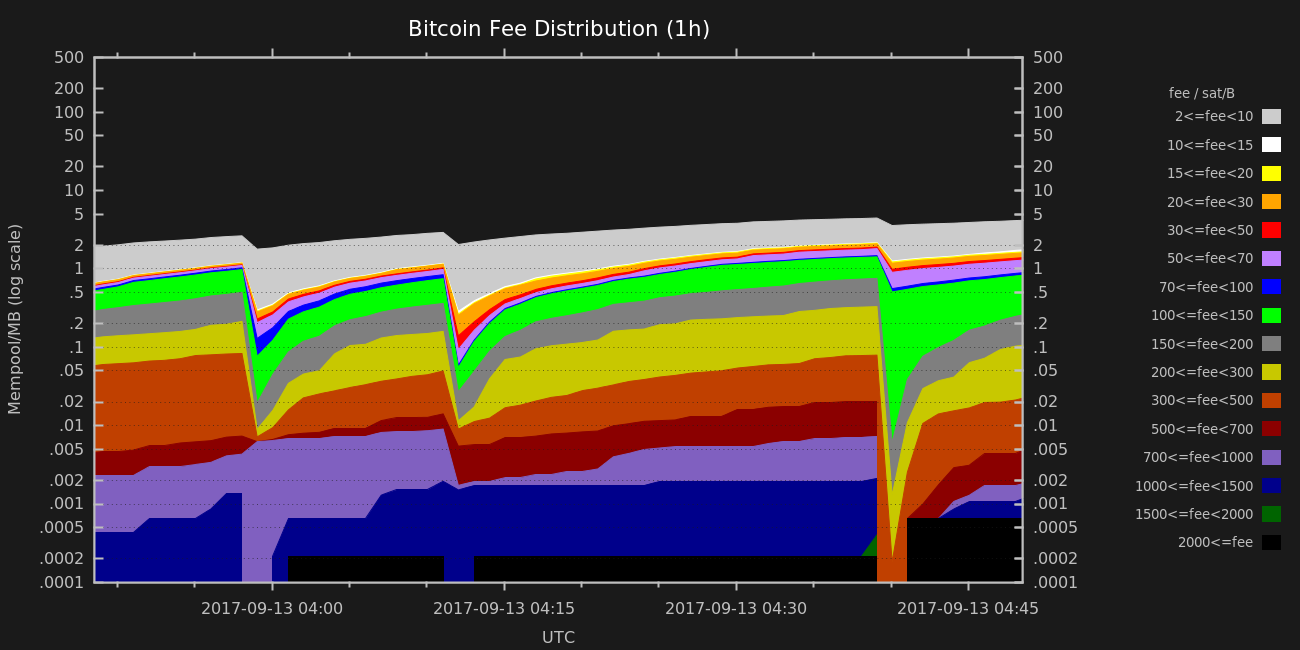 Bitcoin Fee Distribution (1h)
Mempool/MB (log scale)
500
200
100
50
20
10
5
2
1
.5
.2
.1
.05
.02
.01
.005
.002
.001
.0005
.0002
.0001
500
200
100
50
20
10
5
2
1
.5
.2
.1
.05
.02
.01
.005
.002
.001
.0005
.0002
.0001
2017-09-13 04:00
2017-09-13 04:15
2017-09-13 04:30
2017-09-13 04:45
UTC
fee / sat/B
2<=fee<10
10<=fee<15
15<=fee<20
20<=fee<30
30<=fee<50
50<=fee<70
70<=fee<100
100<=fee<150
150<=fee<200
200<=fee<300
300<=fee<500
500<=fee<700
700<=fee<1000
1000<=fee<1500
1500<=fee<2000
2000<=fee